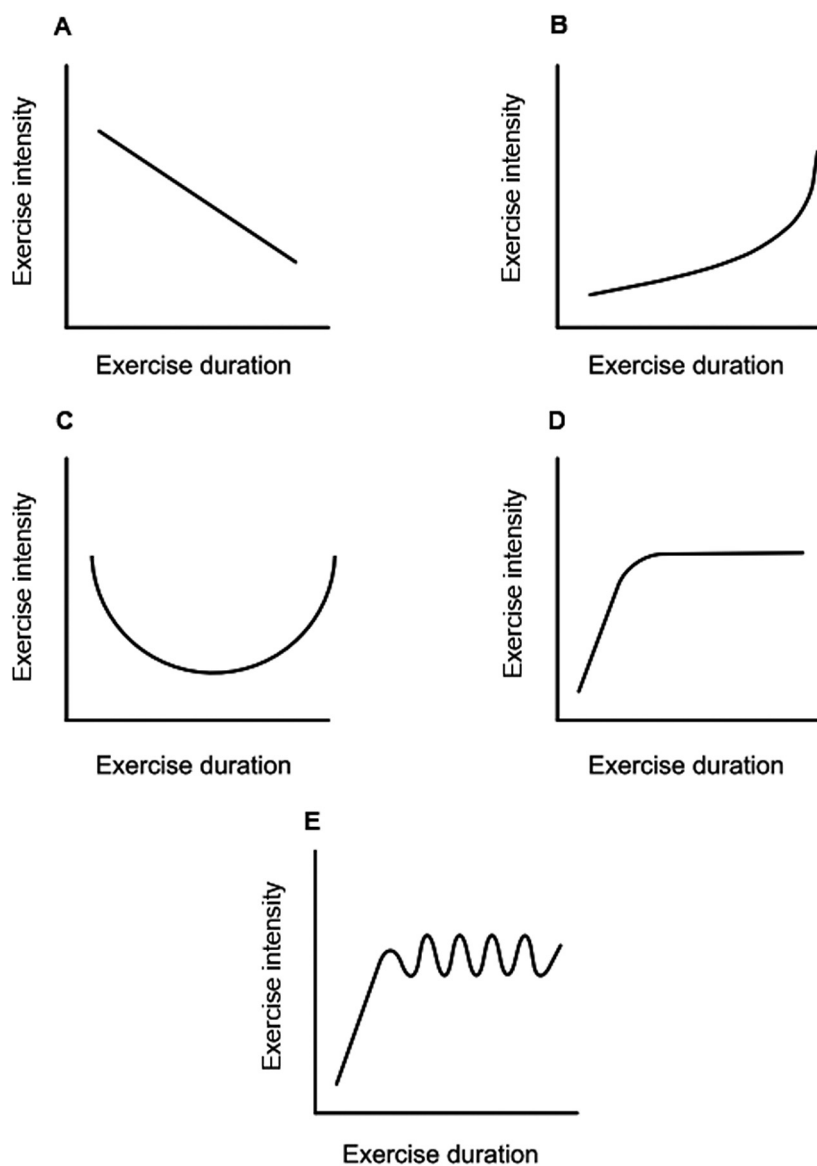 A
Exercise intensity
Exercise duration
B
Exercise intensity
Exercise duration
C
Exercise intensity
Exercise duration
D
Exercise intensity
Exercise duration
E
Exercise intensity
Exercise duration